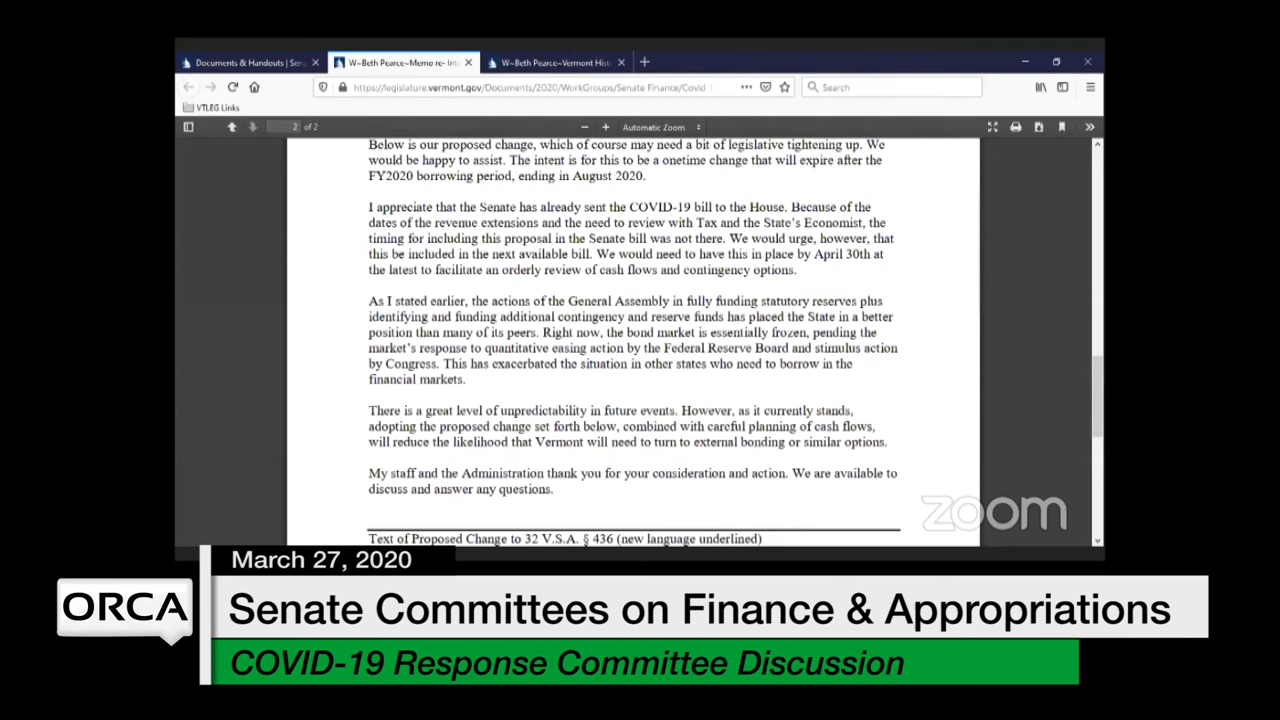 Documents & Handouts | Sen
W~Beth Pearce~Memo re- Int
W~Beth Pearce~Vermont Hist
https://legislature.vermont.gov/Documents/2020/WorkGroups/Senate Finance/Covid
Search
VTLEG Links
2 of 2
Automatic Zoom
Below is our proposed change, which of course may need a bit of legislative tightening up. We
would be happy to assist. The intent is for this to be a onetime change that will expire after the
FY2020 borrowing period, ending in August 2020.
I appreciate that the Senate has already sent the COVID-19 bill to the House. Because of the
dates of the revenue extensions and the need to review with Tax and the State's Economist, the
timing for including this proposal in the Senate bill was not there. We would urge, however, that
this be included in the next available bill. We would need to have this in place by April 30th at
the latest to facilitate an orderly review of cash flows and contingency options.
As I stated earlier, the actions of the General Assembly in fully funding statutory reserves plus
identifying and funding additional contingency and reserve funds has placed the State in a better
position than many of its peers. Right now, the bond market is essentially frozen, pending the
market's response to quantitative easing action by the Federal Reserve Board and stimulus action
by Congress. This has exacerbated the situation in other states who need to borrow in the
financial markets.
There is a great level of unpredictability in future events. However, as it currently stands,
adopting the proposed change set forth below, combined with careful planning of cash flows,
will reduce the likelihood that Vermont will need to turn to external bonding or similar options.
My staff and the Administration thank you for your consideration and action. We are available to
discuss and answer any questions.
Text of Proposed Change to 32 V.S.A. § 436 (new language underlined)
zoom
March 27, 2020
ORCA
Senate Committees on Finance & Appropriations
COVID-19 Response Committee Discussion